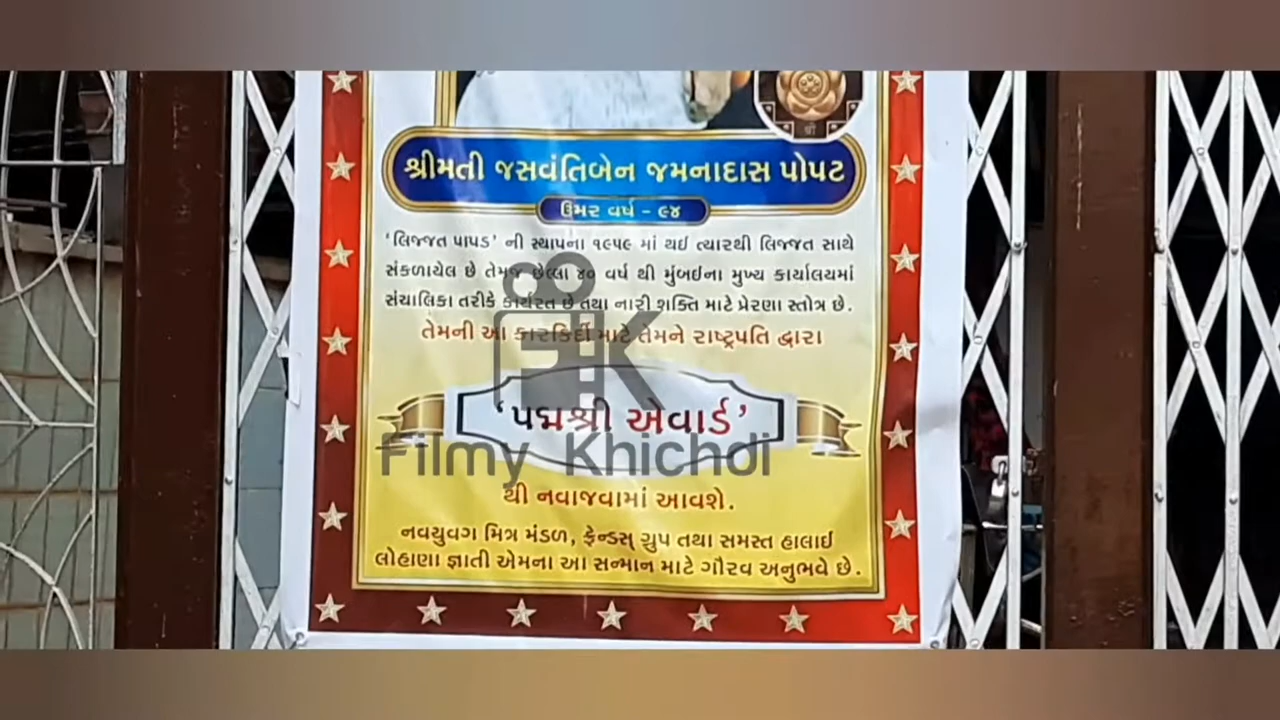 શ્રી
શ્રીમતી જસવંતિબેન જમનાદાસ પોપટ
ઉંમર વર્ષ - ૯૪
'લિજ્જત પાપડ' ની સ્થાપના ૧૯૫૯ માં થઈ ત્યારથી લિજ્જત સાથે
સંકળાયેલ છે તેમજ છેલ્લા ૪૦ વર્ષ થી મુંબઈના મુખ્ય કાર્યાલયમાં
સંચાલિકા તરીકે કાર્યરત છે તથા નારી શક્તિ માટે પ્રેરણા સ્તોત્ર છે.
તેમની આ કારકિર્દી માટે તેમને રાષ્ટ્રપતિ દ્વારા
FK
'પદ્મશ્રી એવાર્ડ'
Filmy Khichdi
થી નવાજવામાં આવશે.
નવયુવગ મિત્ર મંડળ, ફ્રેન્ડસ્ ગ્રુપ તથા સમસ્ત હાલાઈ
લોહાણા જ્ઞાતી એમના આ સન્માન માટે ગૌરવ અનુભવે છે.